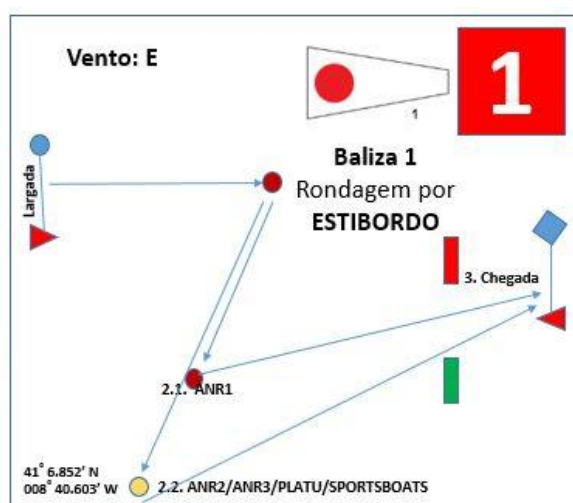 Vento: E
1
1
Largada
Baliza 1
Rondagem por
ESTIBORDO
3. Chegada
2.1. ANR1
41° 6.852' N
008° 40.603' W
2.2. ANR2/ANR3/PLATU/SPORTSBOATS